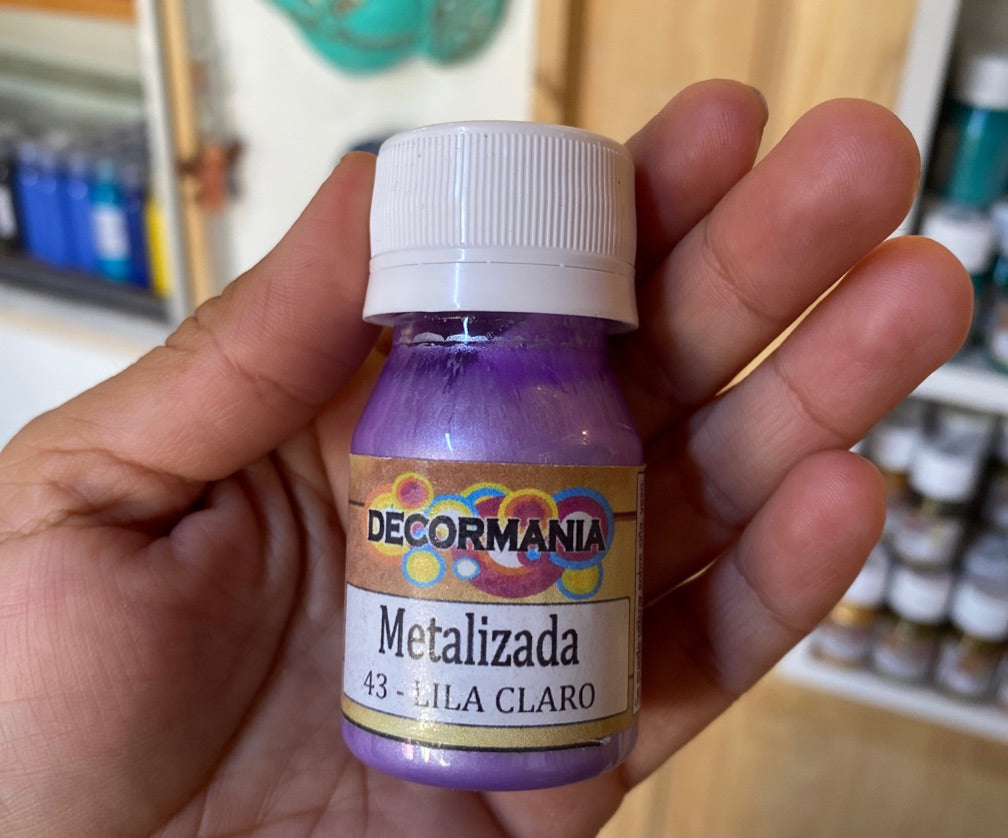 DECORMANIA
Metalizada
43 - LILA CLARO